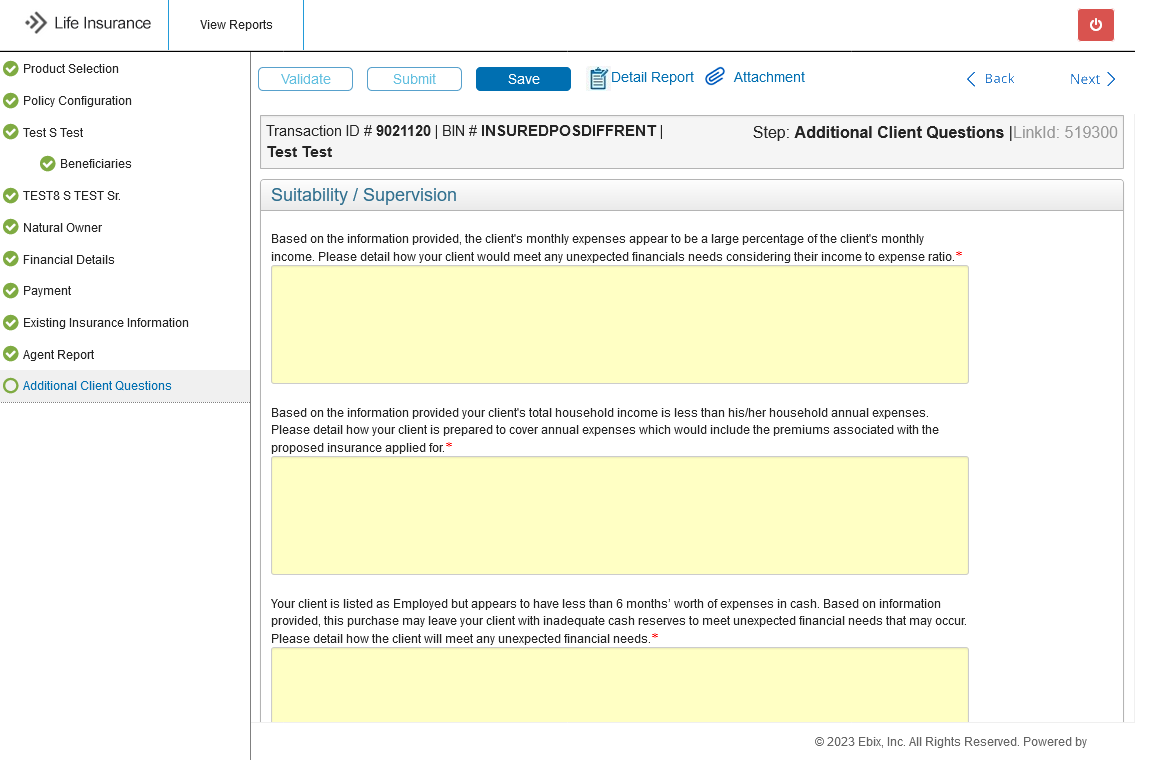 Life Insurance
View Reports
Product Selection
Policy Configuration
Test S Test
Beneficiaries
TEST8 S TEST Sr.
Natural Owner
Financial Details
Payment
Existing Insurance Information
Agent Report
Additional Client Questions
Validate
Submit
Save
Detail Report
Attachment
Back
Next
Transaction ID # 9021120 | BIN # INSUREDPOSDIFFRENT |
Test Test
Step: Additional Client Questions |LinkId: 519300
Suitability / Supervision
Based on the information provided, the client's monthly expenses appear to be a large percentage of the client's monthly
income. Please detail how your client would meet any unexpected financials needs considering their income to expense ratio.*
Based on the information provided your client's total household income is less than his/her household annual expenses.
Please detail how your client is prepared to cover annual expenses which would include the premiums associated with the
proposed insurance applied for.*
Your client is listed as Employed but appears to have less than 6 months’ worth of expenses in cash. Based on information
provided, this purchase may leave your client with inadequate cash reserves to meet unexpected financial needs that may occur.
Please detail how the client will meet any unexpected financial needs.*
© 2023 Ebix, Inc. All Rights Reserved. Powered by